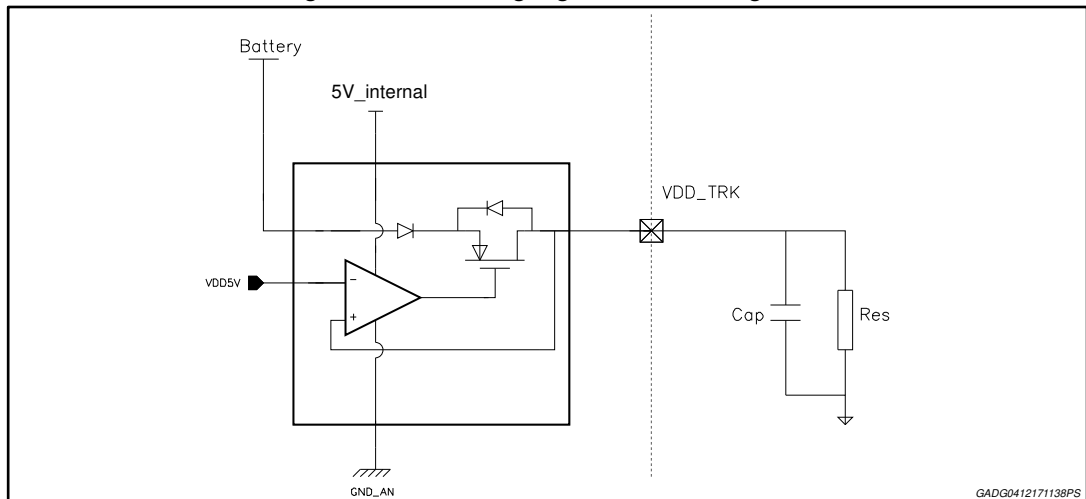 Battery
5V_internal
VDD_TRK
VDD5V
−
+
Cap
Res
GND_AN
GADG0412171138PS